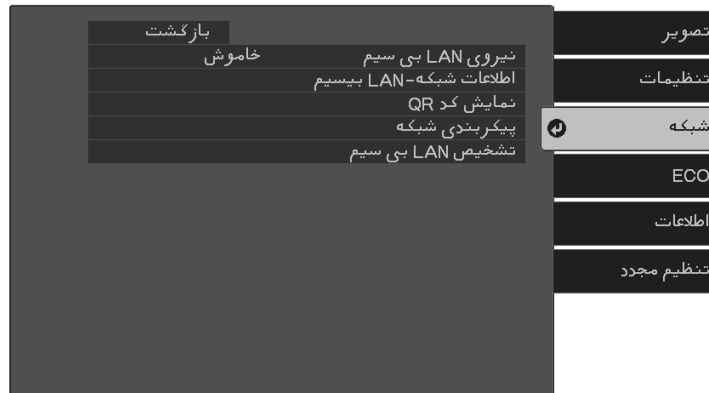 بازگشت
نیروی LAN بی سیم خاموش
اطلاعات شبکه-LAN بیسیم
نمایش کد QR
پیکربندی شبکه
تشخیص LAN بی سیم
تصویر
تنظیمات
شبکه
ECO
اطلاعات
تنظیم مجدد